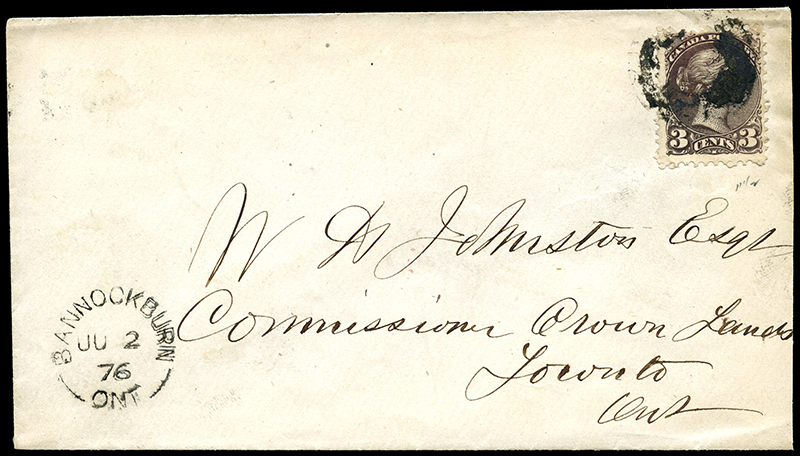 CANADA POSTAGE
3 CENTS 3
W H Johnston Esqr
Commissioner Crown Lands
Toronto
Ont
BANNOCKBURN
JU 2
76
ONT